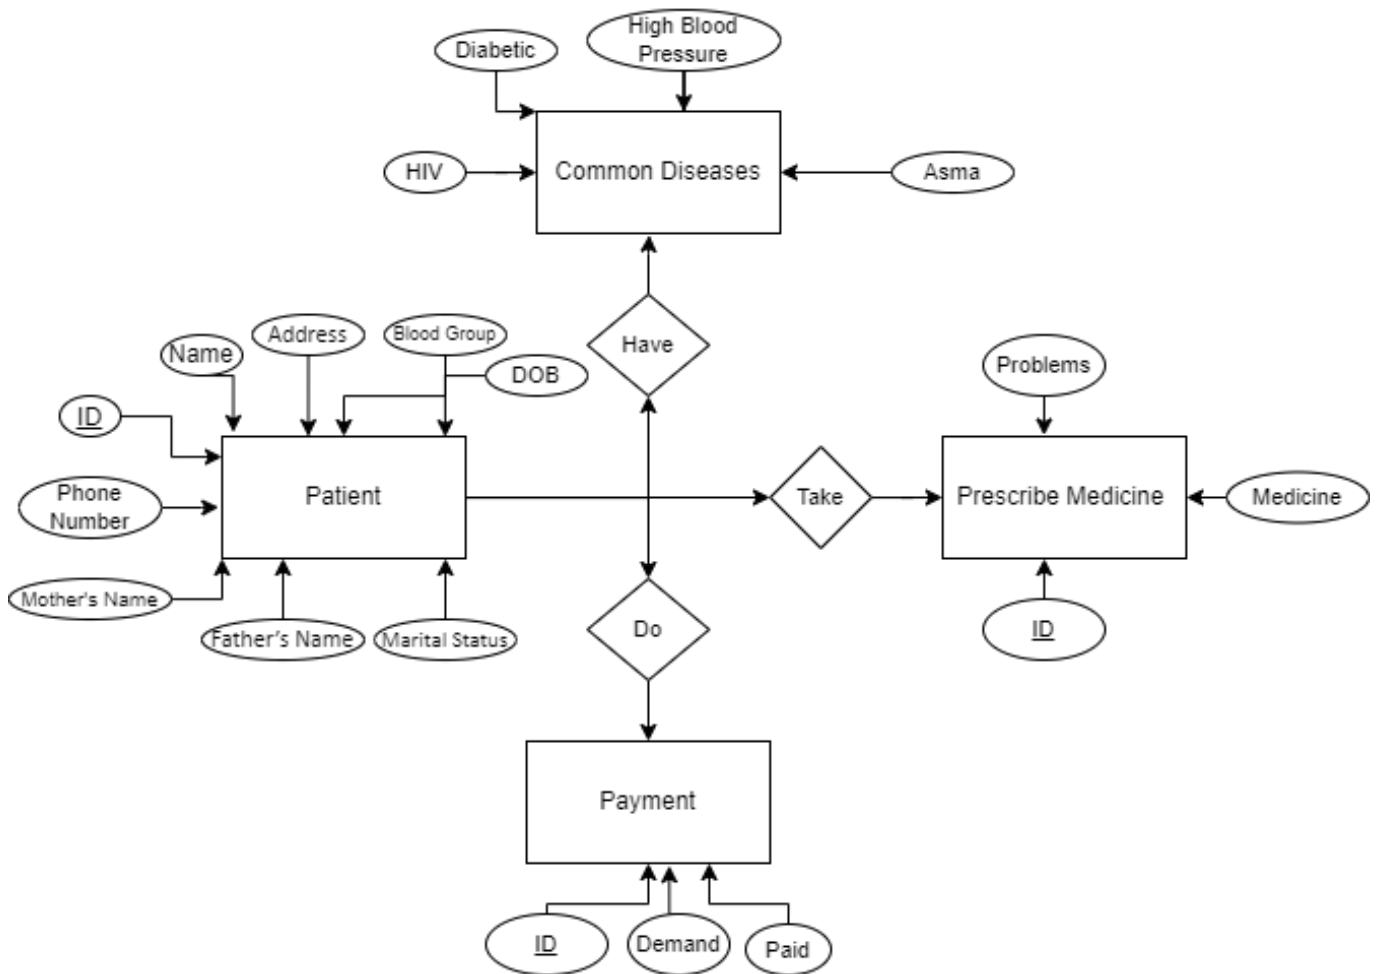 High Blood
Pressure
Diabetic
HIV
Common Diseases
Asma
Have
Name
Address
Blood Group
DOB
ID
Phone
Number
Patient
Mother's Name
Father's Name
Marital Status
Take
Problems
Prescribe Medicine
Medicine
ID
Do
Payment
ID
Demand
Paid